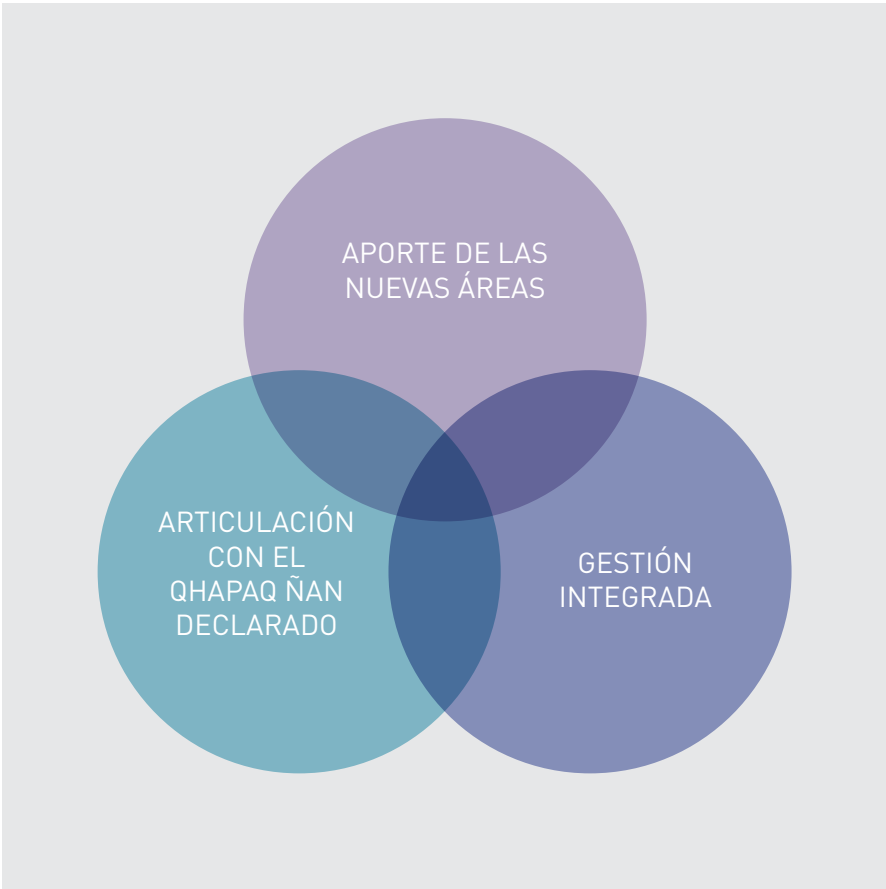 APORTE DE LAS
NUEVAS ÁREAS
ARTICULACIÓN
CON EL
QHAPAQ ÑAN
DECLARADO
GESTIÓN
INTEGRADA